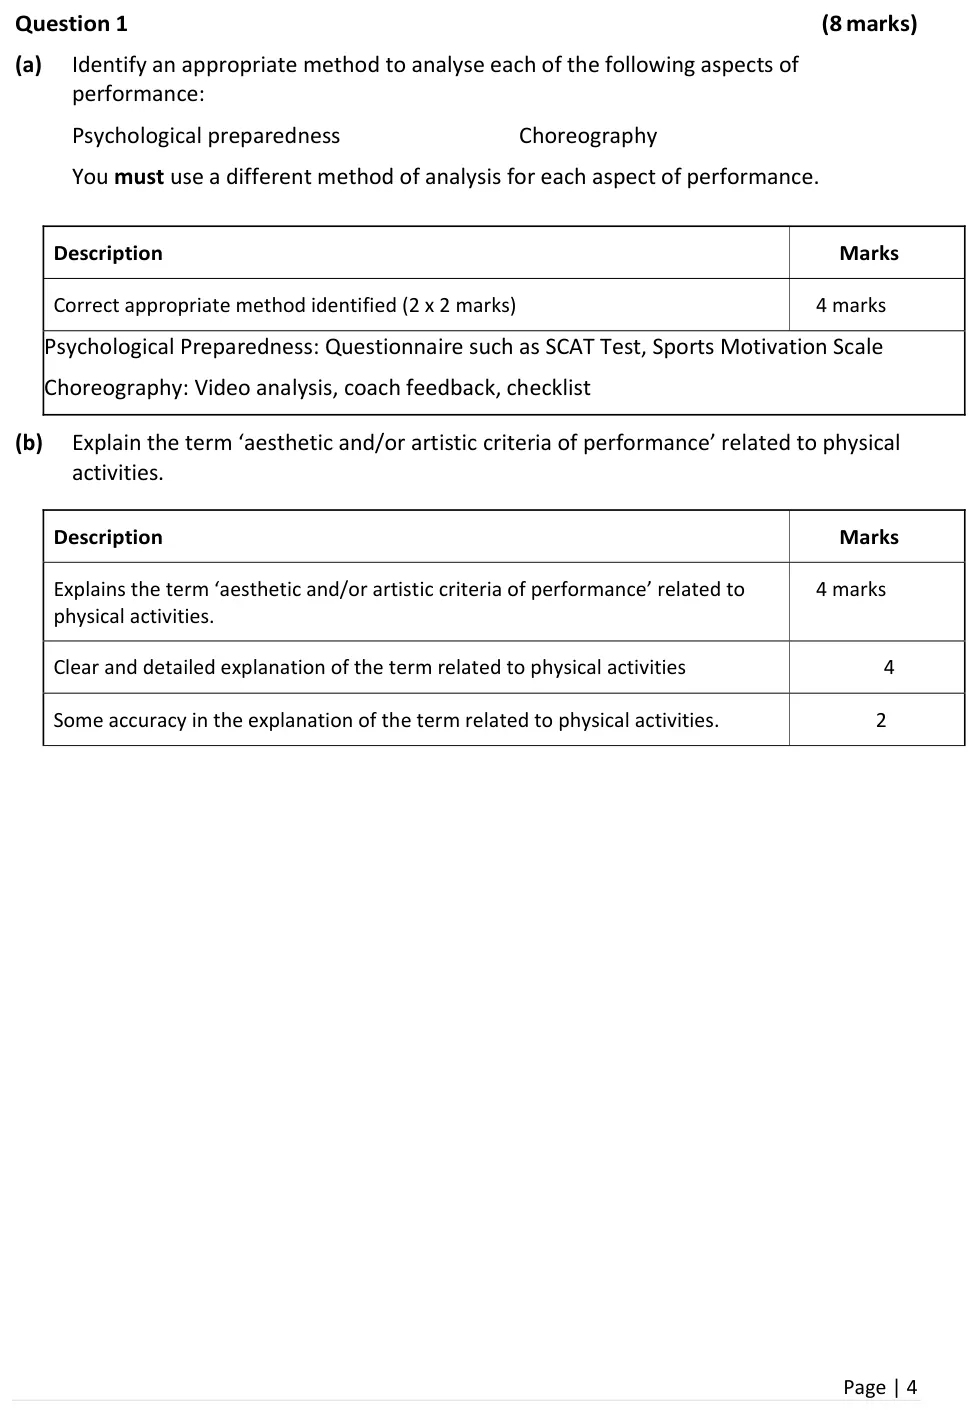 Question 1 (8 marks)
(a) Identify an appropriate method to analyse each of the following aspects of
performance:
Psychological preparedness Choreography
You must use a different method of analysis for each aspect of performance.
Description Marks
Correct appropriate method identified (2 x 2 marks) 4 marks
Psychological Preparedness: Questionnaire such as SCAT Test, Sports Motivation Scale
Choreography: Video analysis, coach feedback, checklist
(b) Explain the term ‘aesthetic and/or artistic criteria of performance’ related to physical
activities.
Description Marks
Explains the term ‘aesthetic and/or artistic criteria of performance’ related to 4 marks
physical activities.
Clear and detailed explanation of the term related to physical activities 4
Some accuracy in the explanation of the term related to physical activities. 2
Page | 4